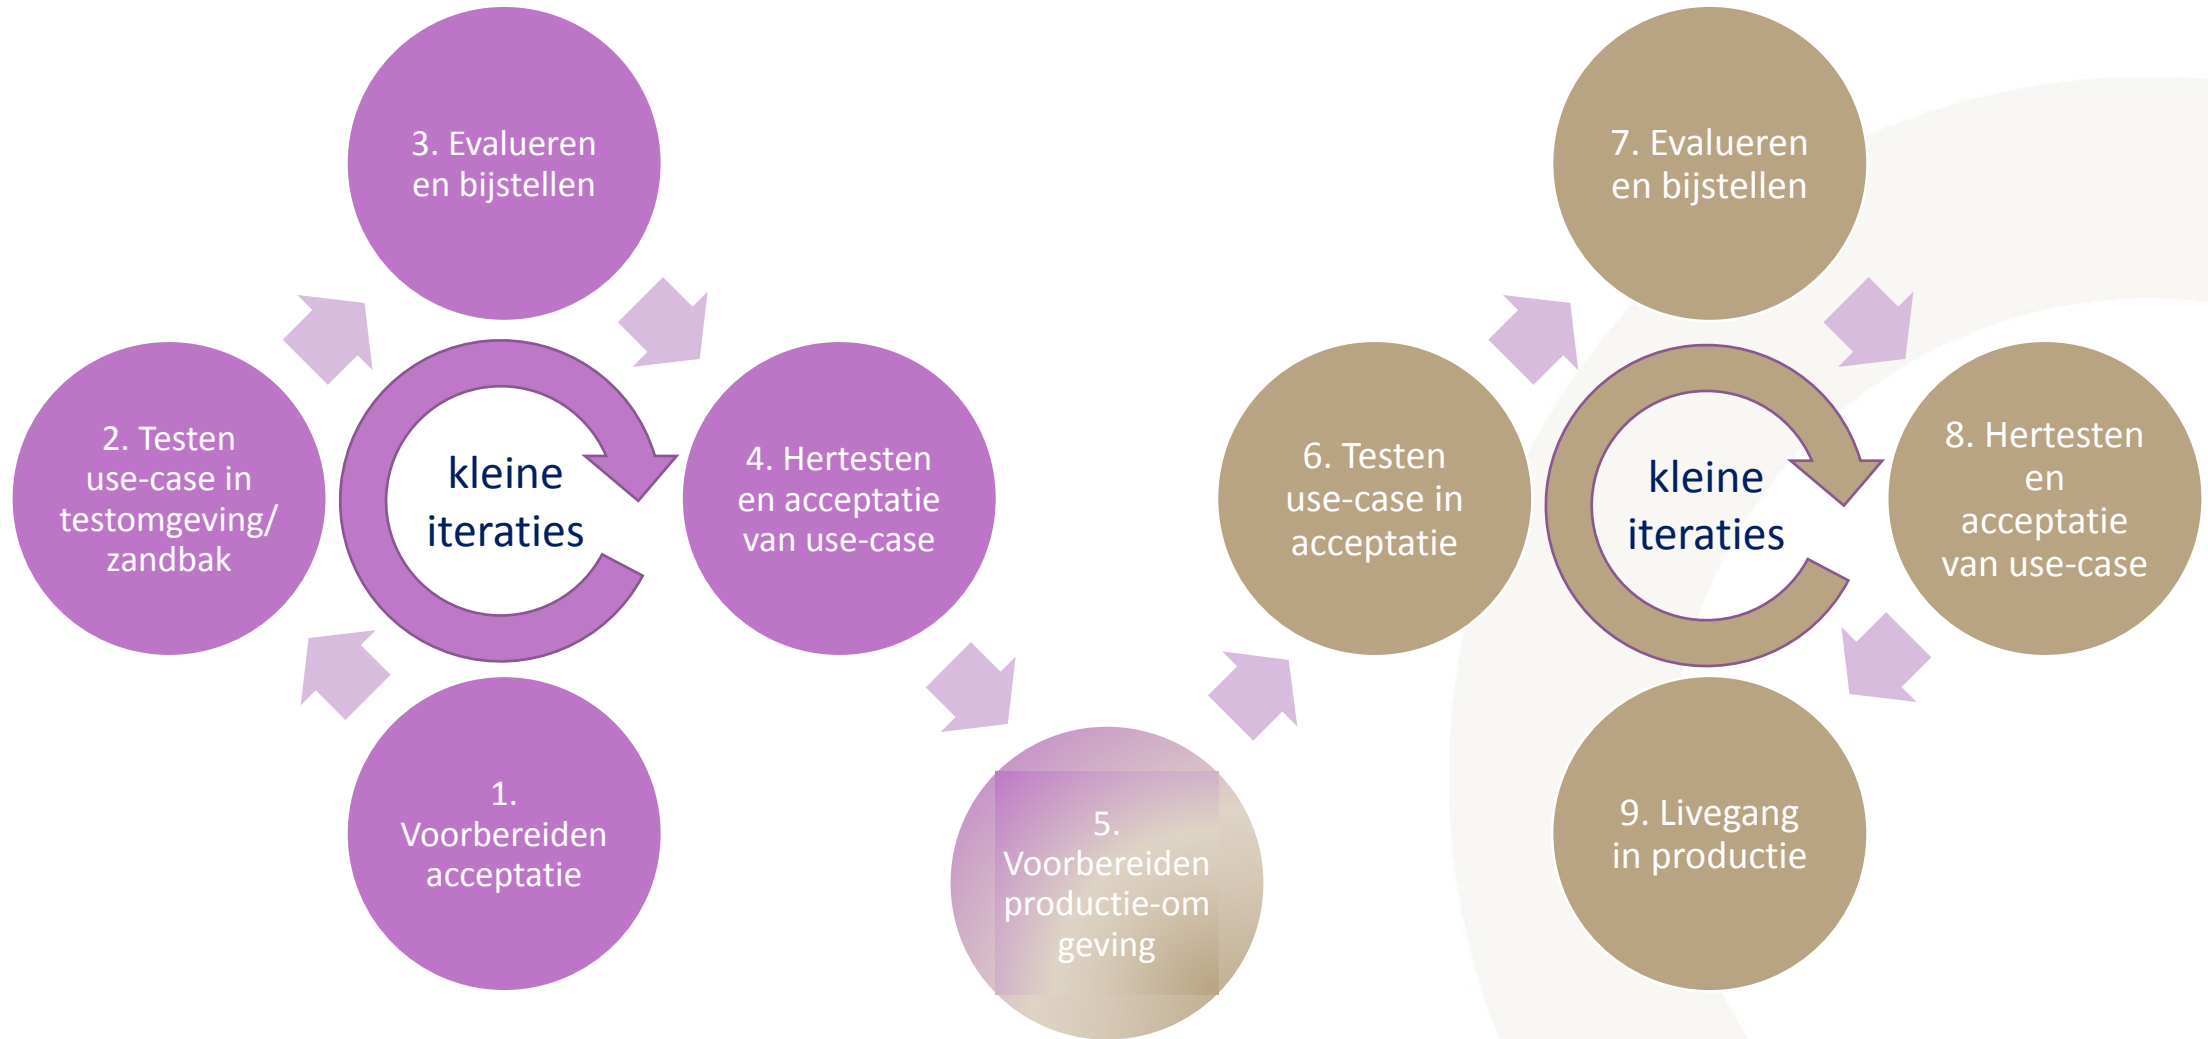 1.
Voorbereiden
acceptatie
2. Testen
use-case in
testomgeving/
zandbak
3. Evalueren
en bijstellen
kleine
iteraties
4. Hertesten
en acceptatie
van use-case
5.
Voorbereiden
productie-om
geving
6. Testen
use-case in
acceptatie
7. Evalueren
en bijstellen
kleine
iteraties
8. Hertesten
en
acceptatie
van use-case
9. Livegang
in productie